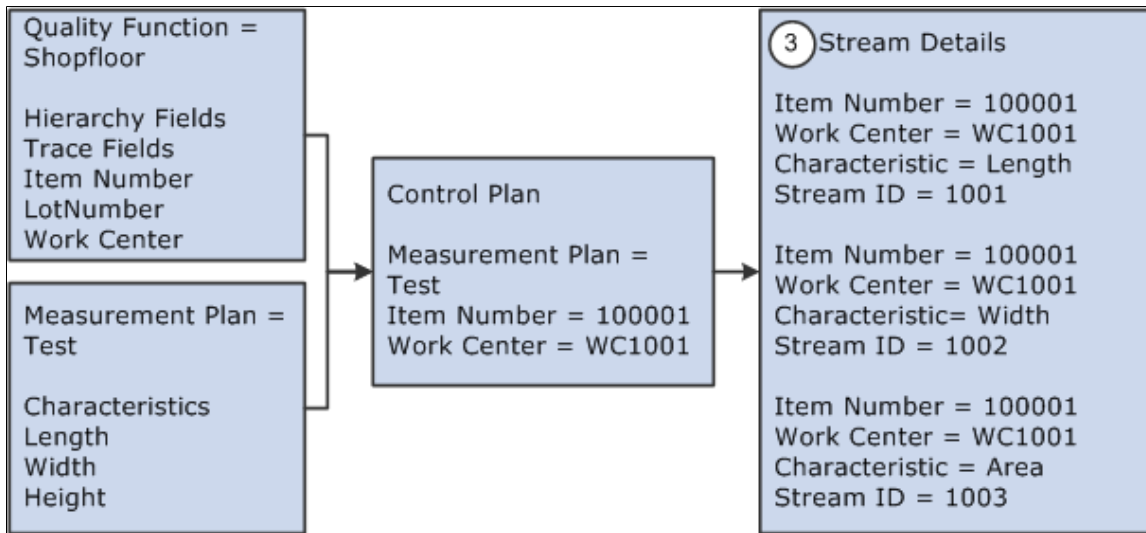 Quality Function =
Shopfloor
Hierarchy Fields
Trace Fields
Item Number
LotNumber
Work Center
Measurement Plan =
Test
Characteristics
Length
Width
Height
Control Plan
Measurement Plan =
Test
Item Number = 100001
Work Center = WC1001
3 Stream Details
Item Number = 100001
Work Center = WC1001
Characteristic = Length
Stream ID = 1001
Item Number = 100001
Work Center = WC1001
Characteristic= Width
Stream ID = 1002
Item Number = 100001
Work Center = WC1001
Characteristic = Area
Stream ID = 1003